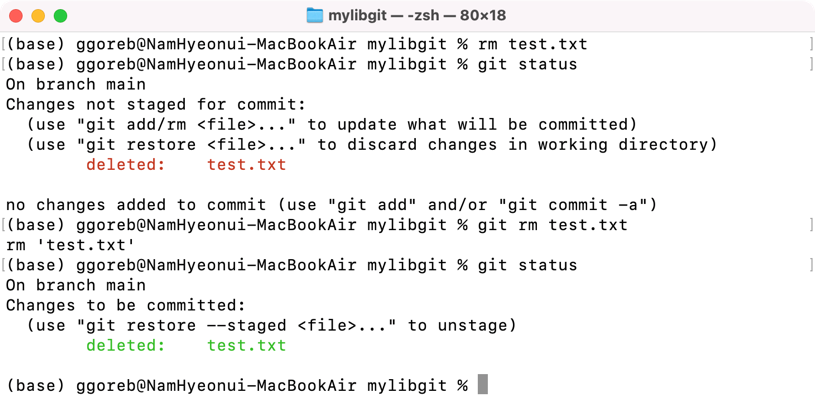 mylibgit — -zsh — 80×18
[(base) ggoreb@NamHyeonui-MacBookAir mylibgit % rm test.txt ]
[(base) ggoreb@NamHyeonui-MacBookAir mylibgit % git status ]
On branch main
Changes not staged for commit:
  (use "git add/rm <file>..." to update what will be committed)
  (use "git restore <file>..." to discard changes in working directory)
        deleted:    test.txt

no changes added to commit (use "git add" and/or "git commit -a")
[(base) ggoreb@NamHyeonui-MacBookAir mylibgit % git rm test.txt ]
rm 'test.txt'
[(base) ggoreb@NamHyeonui-MacBookAir mylibgit % git status ]
On branch main
Changes to be committed:
  (use "git restore --staged <file>..." to unstage)
        deleted:    test.txt

(base) ggoreb@NamHyeonui-MacBookAir mylibgit %